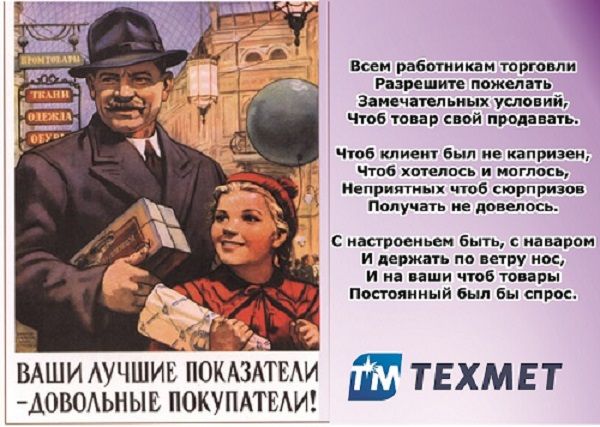 ПРОМТОВАРЫ
ТКАНИ
ОДЕЖДА
ОБУВЬ
ВАШИ ЛУЧШИЕ ПОКАЗАТЕЛИ
-ДОВОЛЬНЫЕ ПОКУПАТЕЛИ!
Всем работникам торговли
Разрешите пожелать
Замечательных условий,
Чтоб товар свой продавать.
Чтоб клиент был не капризен,
Чтоб хотелось и моглось,
Неприятных чтоб сюрпризов
Получать не довелось.
С настроеньем быть, с наваром
И держать по ветру нос,
И на ваши чтоб товары
Постоянный был бы спрос.
ТМ ТЕХМЕТ